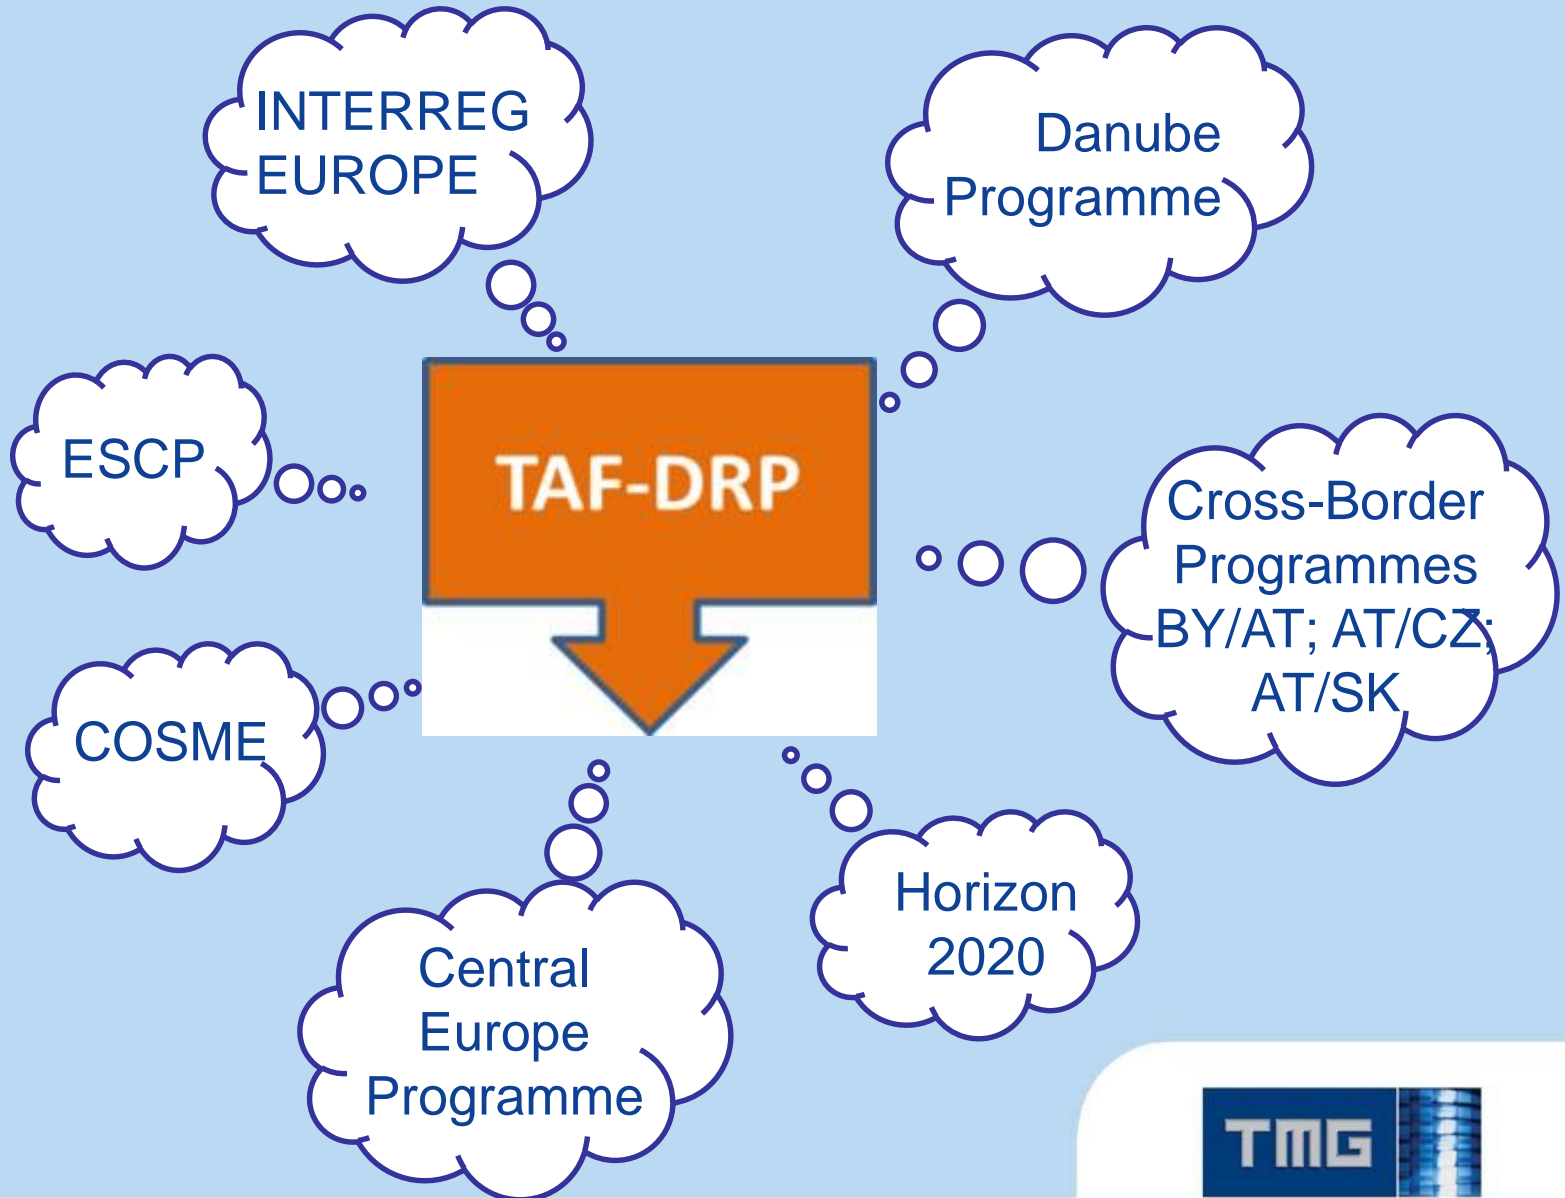 INTERREG
EUROPE
Danube
Programme
ESCP
TAF-DRP
Cross-Border
Programmes
BY/AT; AT/CZ;
AT/SK
COSME
Horizon
2020
Central
Europe
Programme
TMG